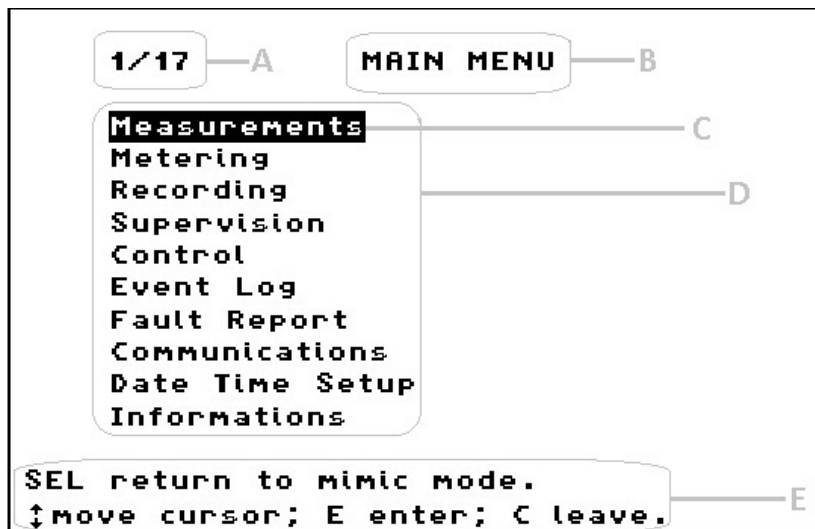 1/17 A MAIN MENU B
Measurements C
Metering
Recording D
Supervision
Control
Event Log
Fault Report
Communications
Date Time Setup
Informations
SEL return to mimic mode.
↕move cursor; E enter; C leave. E